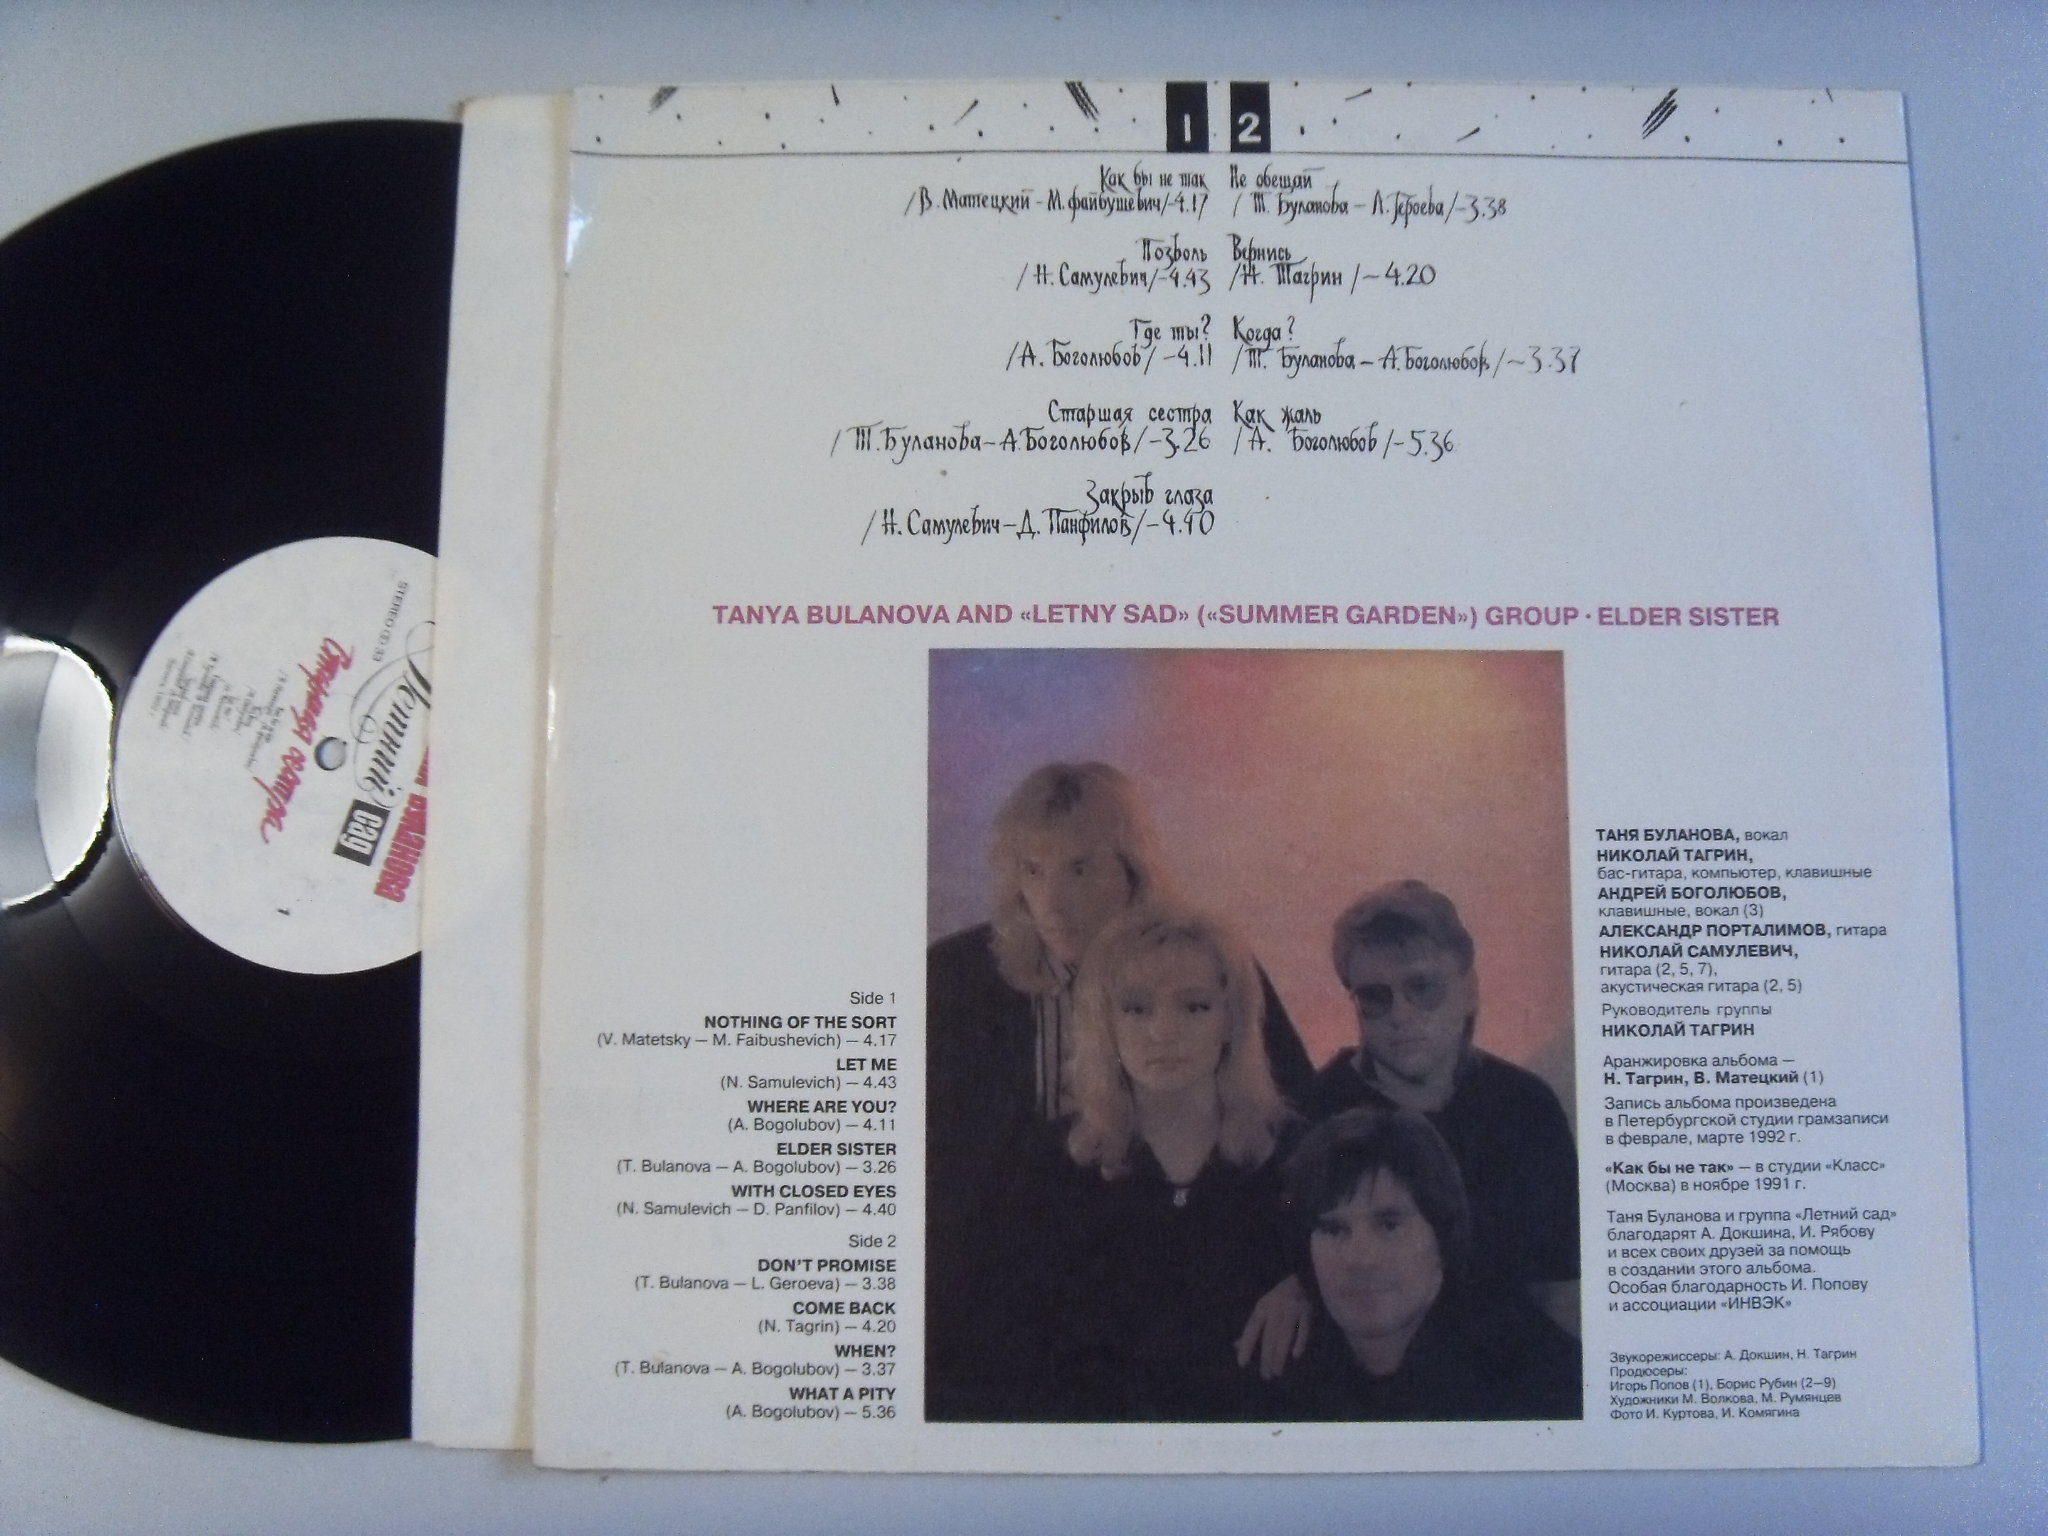 1 2
Как бы не так
/В. Матецкий - М. Файбушевич/-4.17
Позволь
/Н. Самулевич/-4.43
Где ты?
/А. Боголюбов/-4.11
Старшая сестра
/Т. Буланова-А. Боголюбов/-3.26
Закрыв глаза
/Н. Самулевич-Д. Панфилов/-4.40
Не обещай
/Т. Буланова-Л. Героева/-3.38
Вернись
/Н. Тагрин/-4.20
Когда?
/Т. Буланова-А. Боголюбов/-3.37
Как жаль
/А. Боголюбов/-5.36
TANYA BULANOVA AND «LETNY SAD» («SUMMER GARDEN») GROUP · ELDER SISTER
Side 1
NOTHING OF THE SORT
(V. Matetsky — M. Faibushevich) — 4.17
LET ME
(N. Samulevich) — 4.43
WHERE ARE YOU?
(A. Bogolubov) — 4.11
ELDER SISTER
(T. Bulanova — A. Bogolubov) — 3.26
WITH CLOSED EYES
(N. Samulevich — D. Panfilov) — 4.40
Side 2
DON'T PROMISE
(T. Bulanova — L. Geroeva) — 3.38
COME BACK
(N. Tagrin) — 4.20
WHEN?
(T. Bulanova — A. Bogolubov) — 3.37
WHAT A PITY
(A. Bogolubov) — 5.36
ТАНЯ БУЛАНОВА, вокал
НИКОЛАЙ ТАГРИН,
бас-гитара, компьютер, клавишные
АНДРЕЙ БОГОЛЮБОВ,
клавишные, вокал (3)
АЛЕКСАНДР ПОРТАЛИМОВ, гитара
НИКОЛАЙ САМУЛЕВИЧ,
гитара (2, 5, 7),
акустическая гитара (2, 5)
Руководитель группы
НИКОЛАЙ ТАГРИН
Аранжировка альбома —
Н. Тагрин, В. Матецкий (1)
Запись альбома произведена
в Петербургской студии грамзаписи
в феврале, марте 1992 г.
«Как бы не так» — в студии «Класс»
(Москва) в ноябре 1991 г.
Таня Буланова и группа «Летний сад»
благодарят А. Докшина, И. Рябову
и всех своих друзей за помощь
в создании этого альбома.
Особая благодарность И. Попову
и ассоциации «ИНВЭК»
Звукорежиссеры: А. Докшин, Н. Тагрин
Продюсеры:
Игорь Попов (1), Борис Рубин (2—9)
Художники М. Волкова, М. Румянцев
Фото И. Куртова, И. Комягина
БУЛАНОВА
Летний
сад
Старшая сестра
STEREO 33
1